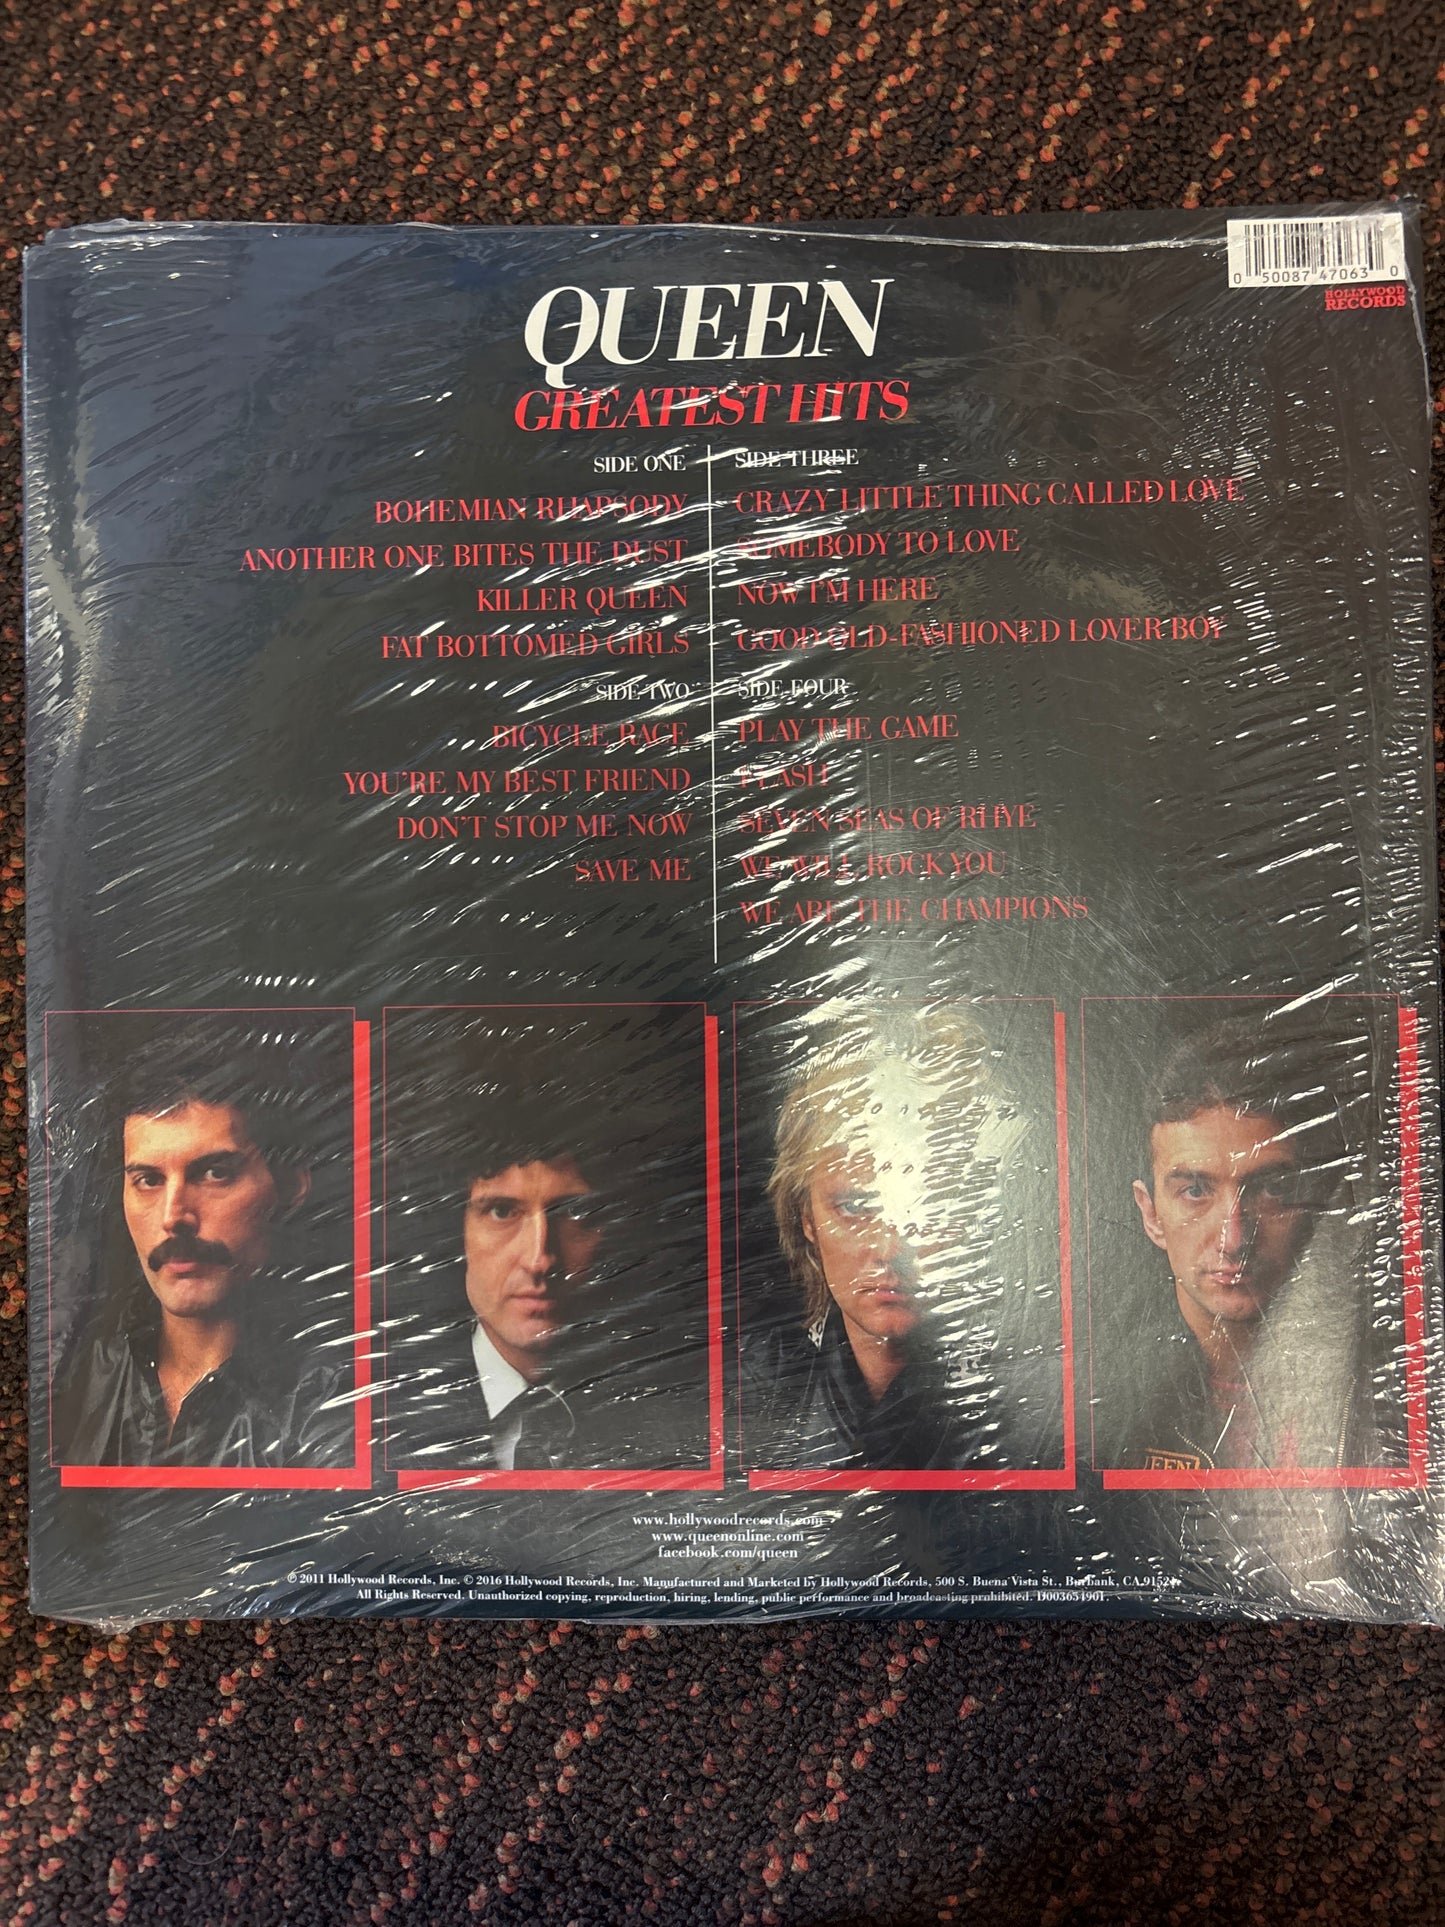 0 50087 47063 0
HOLLYWOOD
RECORDS
QUEEN
GREATEST HITS
SIDE ONE
BOHEMIAN RHAPSODY
ANOTHER ONE BITES THE DUST
KILLER QUEEN
FAT BOTTOMED GIRLS
SIDE TWO
BICYCLE RACE
YOU'RE MY BEST FRIEND
DON'T STOP ME NOW
SAVE ME
SIDE THREE
CRAZY LITTLE THING CALLED LOVE
SOMEBODY TO LOVE
NOW I'M HERE
GOOD OLD-FASHIONED LOVER BOY
SIDE FOUR
PLAY THE GAME
FLASH
SEVEN SEAS OF RHYE
WE WILL ROCK YOU
WE ARE THE CHAMPIONS
EEN
www.hollywoodrecords.com
www.queenonline.com
facebook.com/queen
℗ 2011 Hollywood Records, Inc. © 2016 Hollywood Records, Inc. Manufactured and Marketed by Hollywood Records, 500 S. Buena Vista St., Burbank, CA 91521.
All Rights Reserved. Unauthorized copying, reproduction, hiring, lending, public performance and broadcasting prohibited. D003654901.